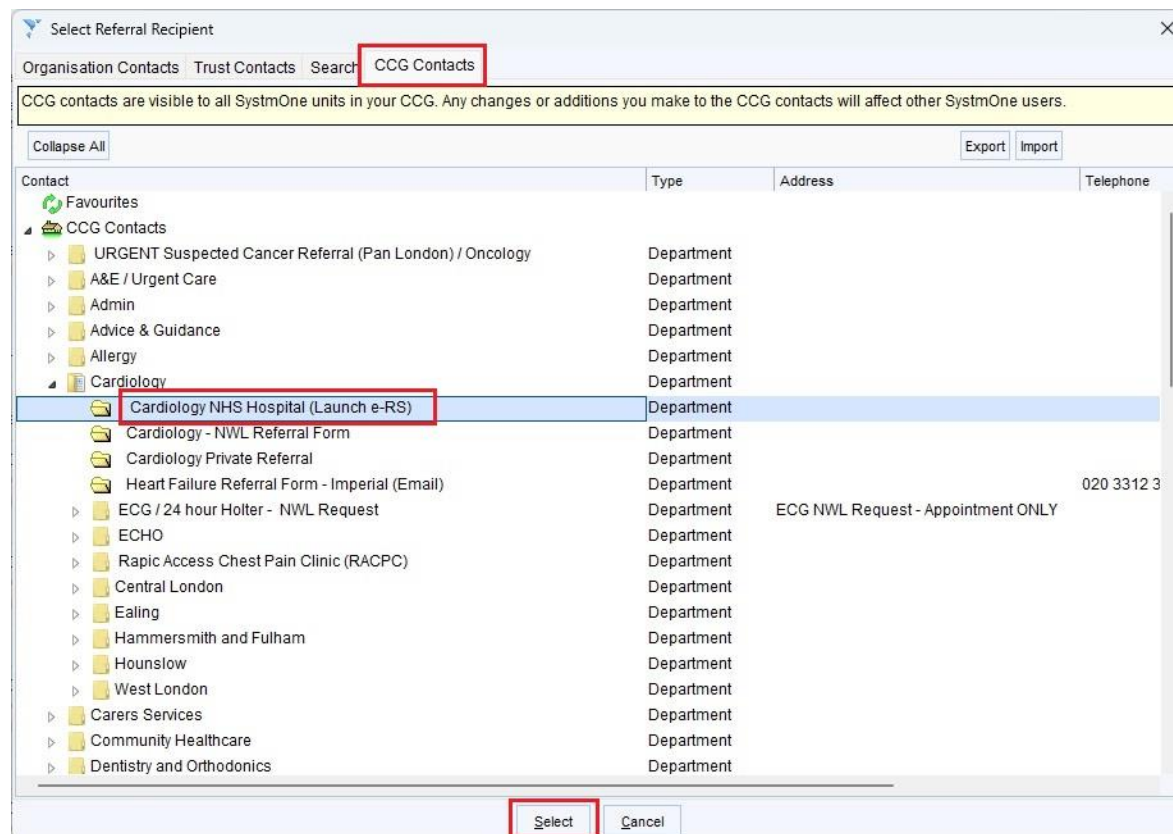 Select Referral Recipient
Organisation Contacts Trust Contacts Search CCG Contacts
CCG contacts are visible to all SystmOne units in your CCG. Any changes or additions you make to the CCG contacts will affect other SystmOne users.
Collapse All Export Import
Contact Type Address Telephone
Favourites
CCG Contacts
URGENT Suspected Cancer Referral (Pan London) / Oncology Department
A&E / Urgent Care Department
Admin Department
Advice & Guidance Department
Allergy Department
Cardiology Department
Cardiology NHS Hospital (Launch e-RS) Department
Cardiology - NWL Referral Form Department
Cardiology Private Referral Department
Heart Failure Referral Form - Imperial (Email) Department 020 3312 3
ECG / 24 hour Holter - NWL Request Department ECG NWL Request - Appointment ONLY
ECHO Department
Rapic Access Chest Pain Clinic (RACPC) Department
Central London Department
Ealing Department
Hammersmith and Fulham Department
Hounslow Department
West London Department
Carers Services Department
Community Healthcare Department
Dentistry and Orthodonics Department
Select Cancel